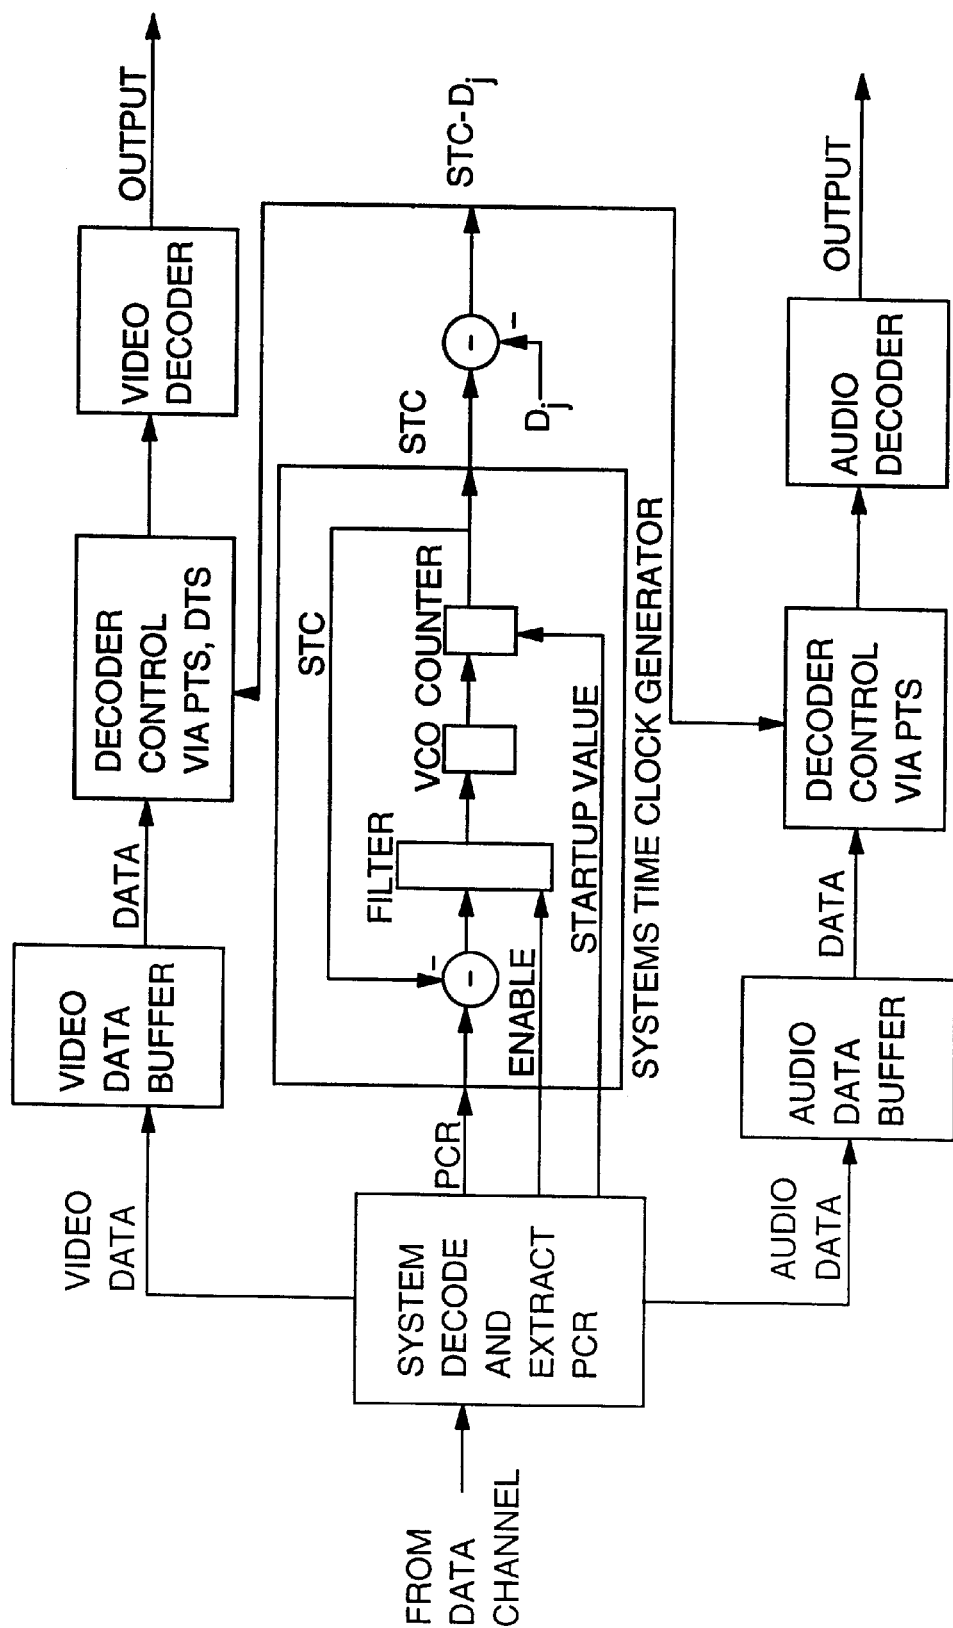 FROM
DATA
CHANNEL
SYSTEM
DECODE
AND
EXTRACT
PCR
VIDEO
DATA
VIDEO
DATA
BUFFER
DATA
DECODER
CONTROL
VIA PTS, DTS
VIDEO
DECODER
OUTPUT
PCR
ENABLE
STARTUP VALUE
-
-
FILTER
VCO COUNTER
STC
SYSTEMS TIME CLOCK GENERATOR
STC
-
-
Dj
STC-Dj
AUDIO
DATA
AUDIO
DATA
BUFFER
DATA
DECODER
CONTROL
VIA PTS
AUDIO
DECODER
OUTPUT